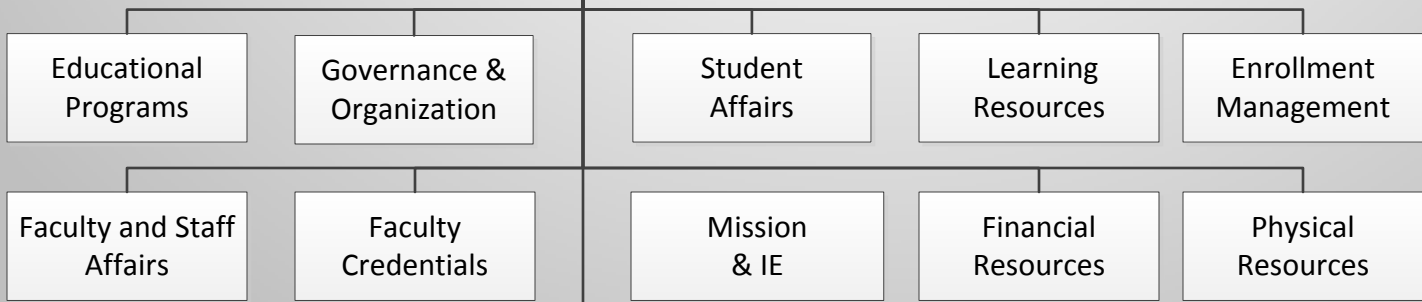 Educational
Programs
Governance &
Organization
Student
Affairs
Learning
Resources
Enrollment
Management
Faculty and Staff
Affairs
Faculty
Credentials
Mission
& IE
Financial
Resources
Physical
Resources